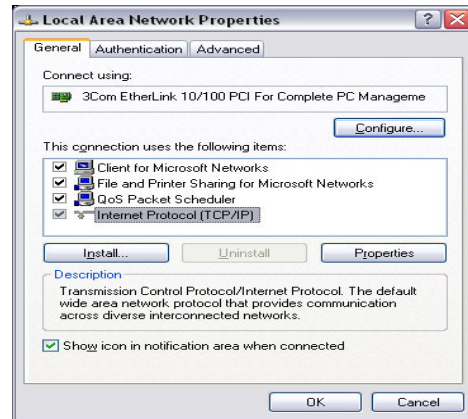 Local Area Network Properties
General Authentication Advanced
Connect using:
3Com EtherLink 10/100 PCI For Complete PC Manageme
Configure...
This connection uses the following items:
Client for Microsoft Networks
File and Printer Sharing for Microsoft Networks
QoS Packet Scheduler
Internet Protocol (TCP/IP)
Install... Uninstall Properties
Description
Transmission Control Protocol/Internet Protocol. The default
wide area network protocol that provides communication
across diverse interconnected networks.
Show icon in notification area when connected
OK Cancel